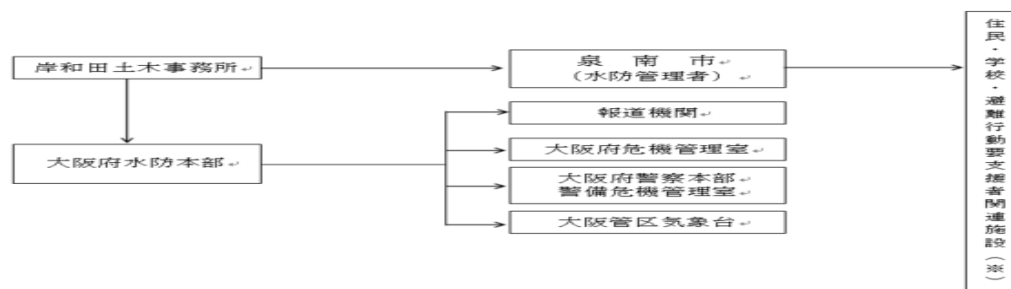 岸和田土木事務所
泉南市
(水防管理者)
報道機関
大阪府水防本部
大阪府危機管理室
大阪府警察本部
警備危機管理室
大阪管区気象台
住民・学校・避難行動要支援者関連施設(※)